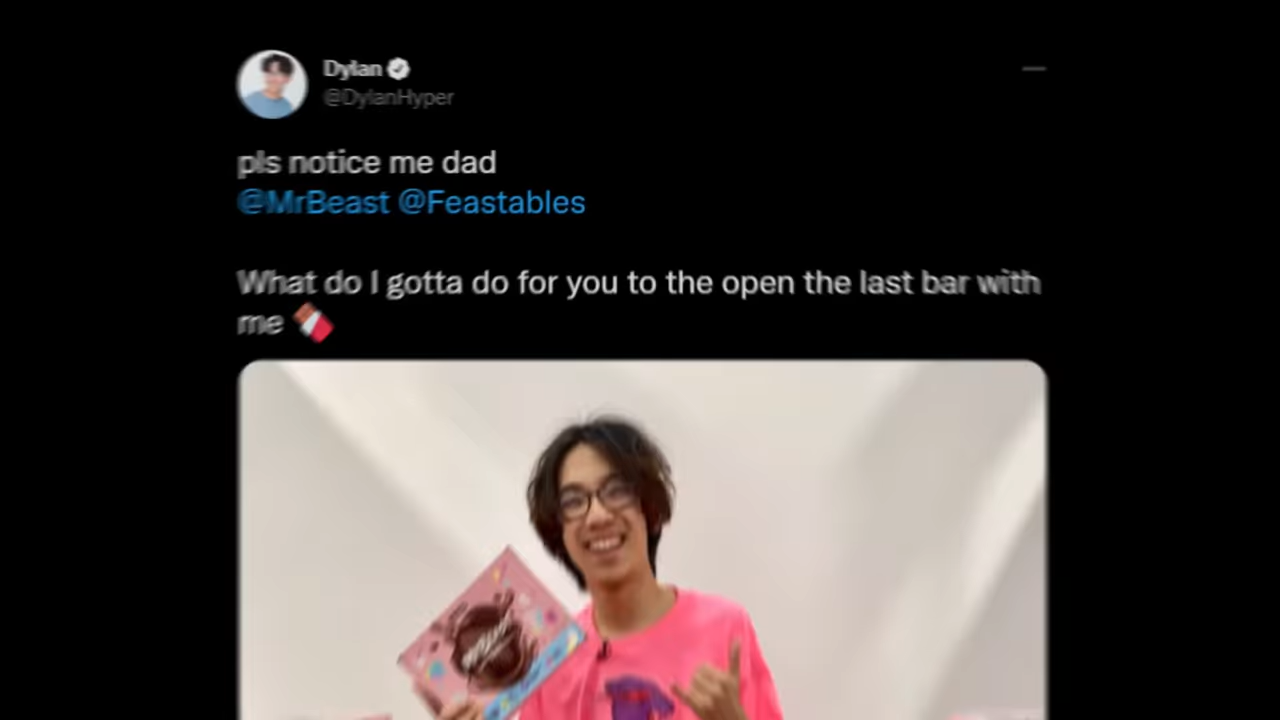 Dylan
@DylanHyper
pls notice me dad
@MrBeast @Feastables
What do I gotta do for you to the open the last bar with
me